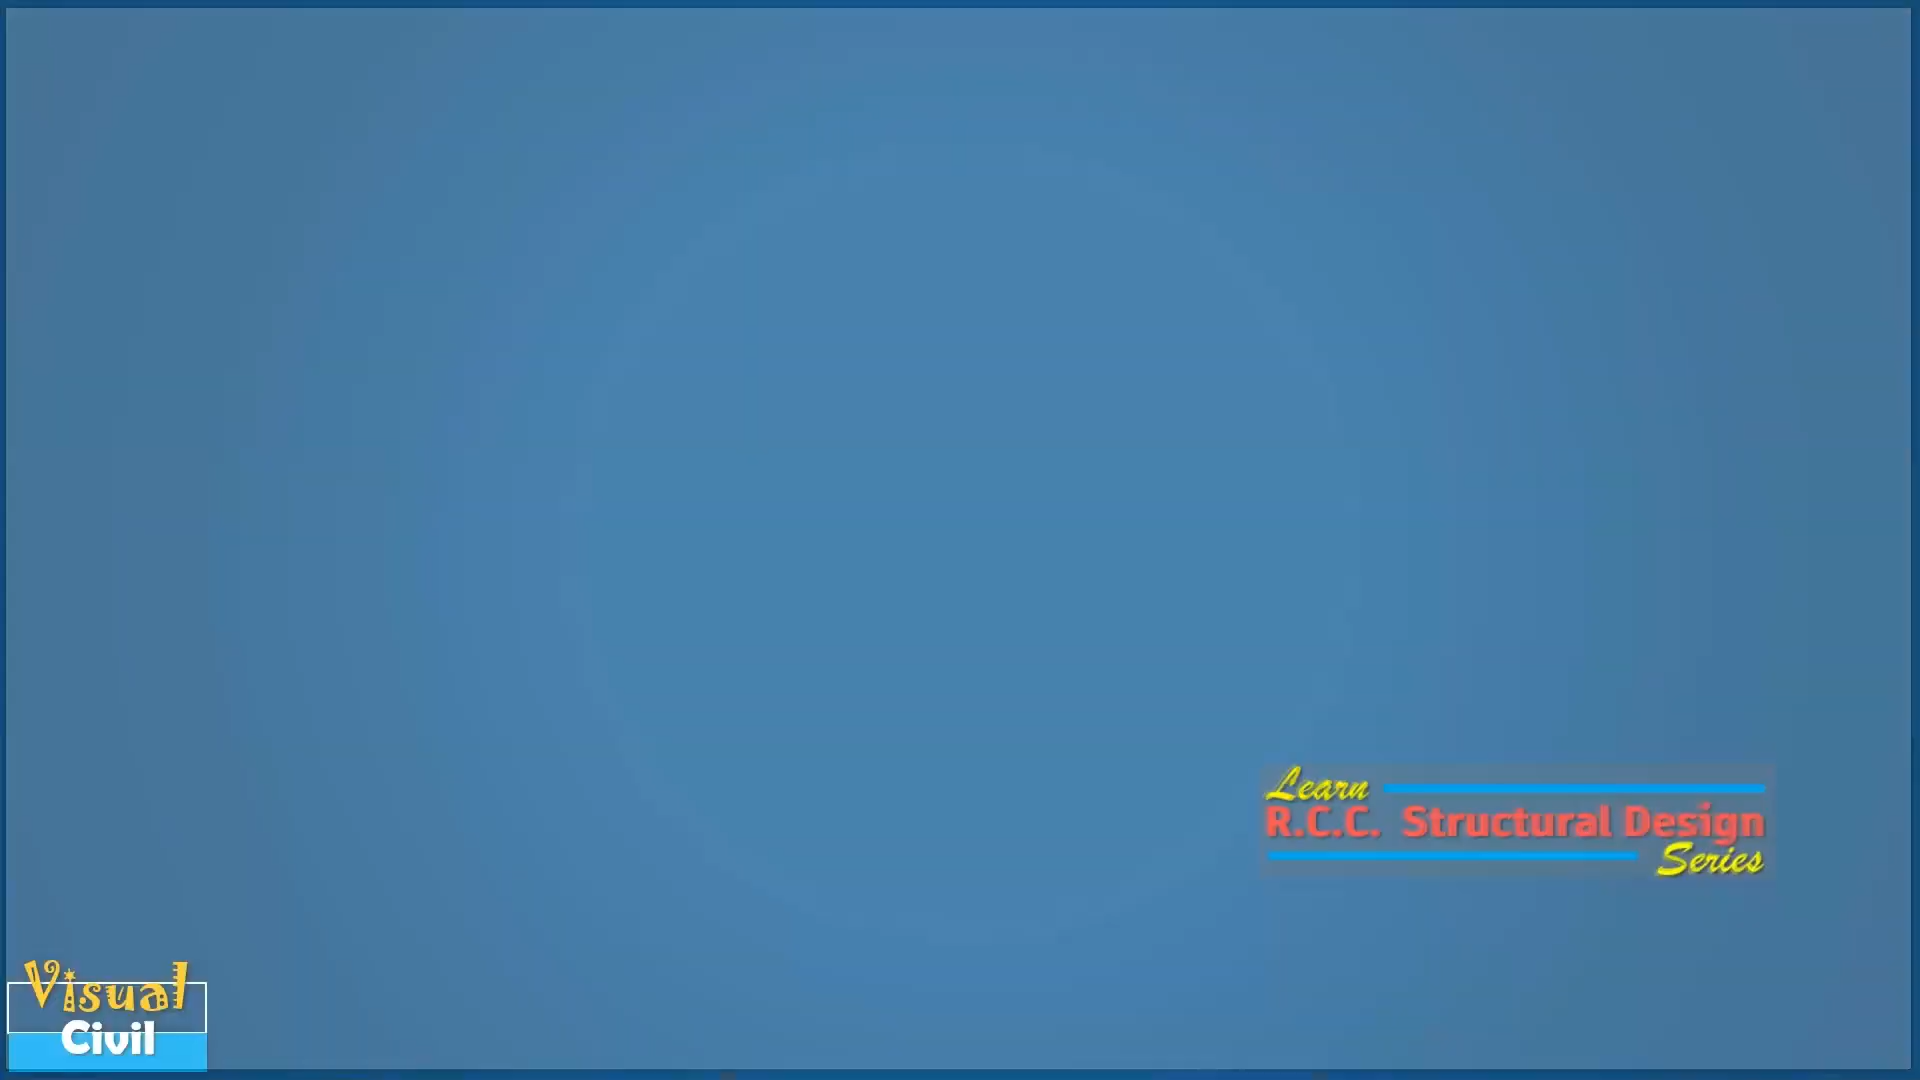 Learn
R.C.C. Structural Design
Series
Visual
Civil